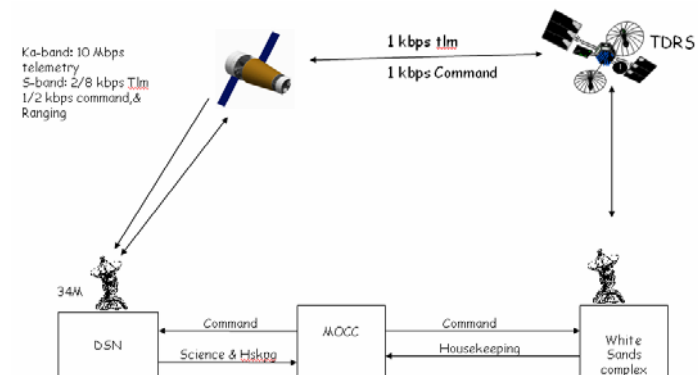 Ka-band: 10 Mbps
telemetry
S-band: 2/8 kbps Tlm
1/2 kbps command,&
Ranging
1 kbps tlm
1 kbps Command
TDRS
34M
DSN
Command
Science & Hskpg
MOCC
Command
Housekeeping
White
Sands
complex